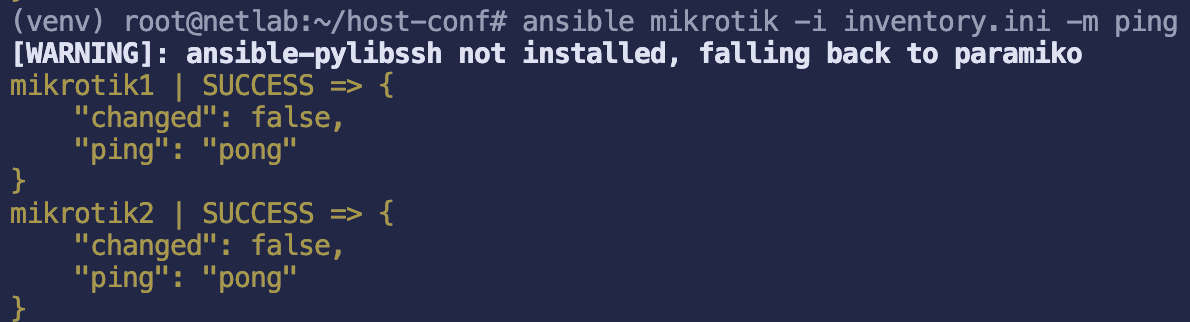 (venv) root@netlab:~/host-conf# ansible mikrotik -i inventory.ini -m ping
[WARNING]: ansible-pylibssh not installed, falling back to paramiko
mikrotik1 | SUCCESS => {
    "changed": false,
    "ping": "pong"
}
mikrotik2 | SUCCESS => {
    "changed": false,
    "ping": "pong"
}